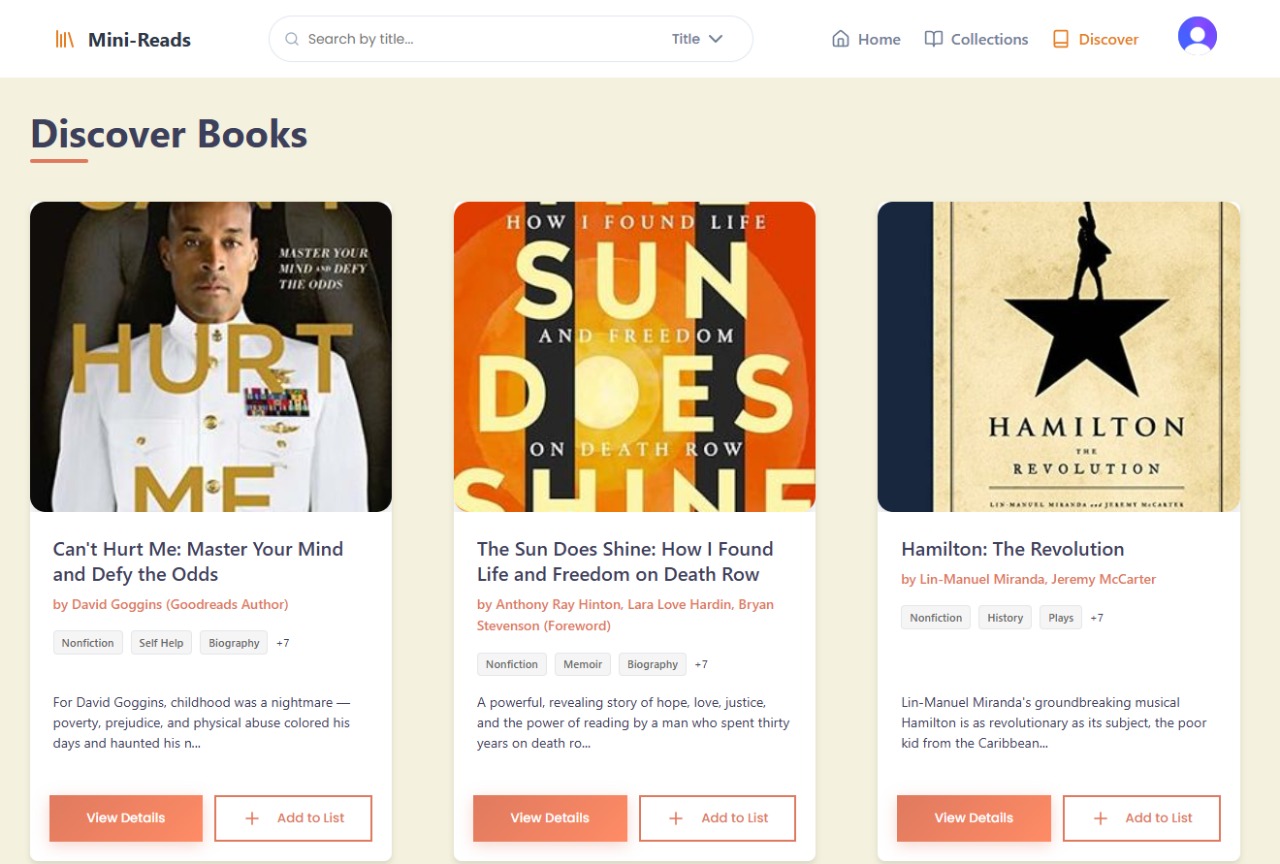 Mini-Reads
Search by title...
Title
Home
Collections
Discover
Discover Books
MASTER YOUR
MIND AND DEFY
THE ODDS
HURT
ME
Can't Hurt Me: Master Your Mind
and Defy the Odds
by David Goggins (Goodreads Author)
Nonfiction
Self Help
Biography
+7
For David Goggins, childhood was a nightmare —
poverty, prejudice, and physical abuse colored his
days and haunted his n...
View Details
Add to List
HOW I FOUND LIFE
SUN
AND FREEDOM
DOES
ON DEATH ROW
SHINE
The Sun Does Shine: How I Found
Life and Freedom on Death Row
by Anthony Ray Hinton, Lara Love Hardin, Bryan
Stevenson (Foreword)
Nonfiction
Memoir
Biography
+7
A powerful, revealing story of hope, love, justice,
and the power of reading by a man who spent thirty
years on death ro...
View Details
Add to List
HAMILTON
THE
REVOLUTION
LIN-MANUEL MIRANDA and JEREMY McCARTER
Hamilton: The Revolution
by Lin-Manuel Miranda, Jeremy McCarter
Nonfiction
History
Plays
+7
Lin-Manuel Miranda's groundbreaking musical
Hamilton is as revolutionary as its subject, the poor
kid from the Caribbean...
View Details
Add to List